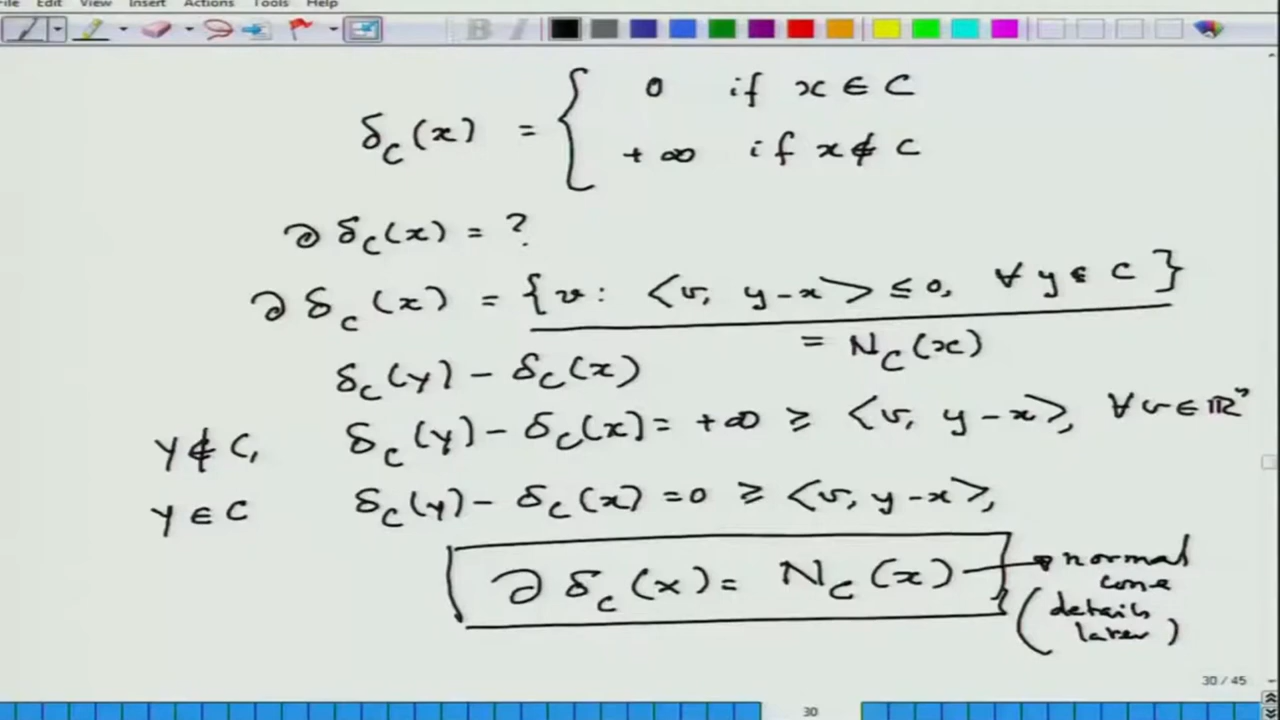 File Edit View Insert Actions Tools Help
B I
δ_C(x) = { 0 if x ∈ C
+∞ if x ∉ C
∂δ_C(x) = ?
∂δ_C(x) = {v : <v, y-x> ≤ 0, ∀ y ∈ C}
= N_C(x)
δ_C(y) - δ_C(x)
y ∉ C, δ_C(y) - δ_C(x) = +∞ ≥ <v, y-x>, ∀v ∈ ℝⁿ
y ∈ C δ_C(y) - δ_C(x) = 0 ≥ <v, y-x>,
∂δ_C(x) = N_C(x) → normal
cone
(details
later)
30 / 45
30